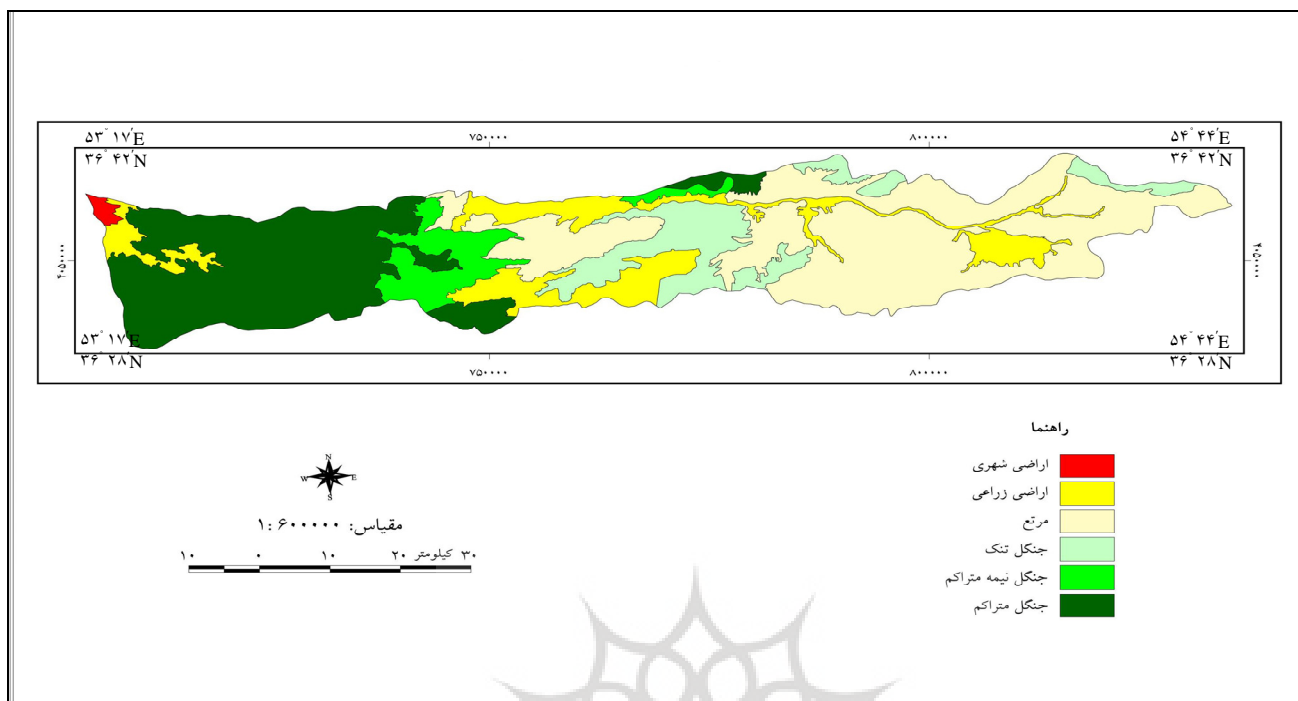 ۵۳° ۱۷′E
۳۶° ۴۲′N
۷۵۰۰۰۰
۸۰۰۰۰۰
۵۴° ۴۴′E
۳۶° ۴۲′N
۴۰۵۰۰۰۰
۴۰۵۰۰۰۰
۵۳° ۱۷′E
۳۶° ۲۸′N
۷۵۰۰۰۰
۸۰۰۰۰۰
۵۴° ۴۴′E
۳۶° ۲۸′N
راهنما
اراضی شهری
اراضی زراعی
مرتع
جنگل تنک
جنگل نیمه متراکم
جنگل متراکم
N
W E
S
مقیاس: ۱:۶۰۰۰۰۰
۱۰ ۰ ۱۰ ۲۰ ۳۰ کیلومتر